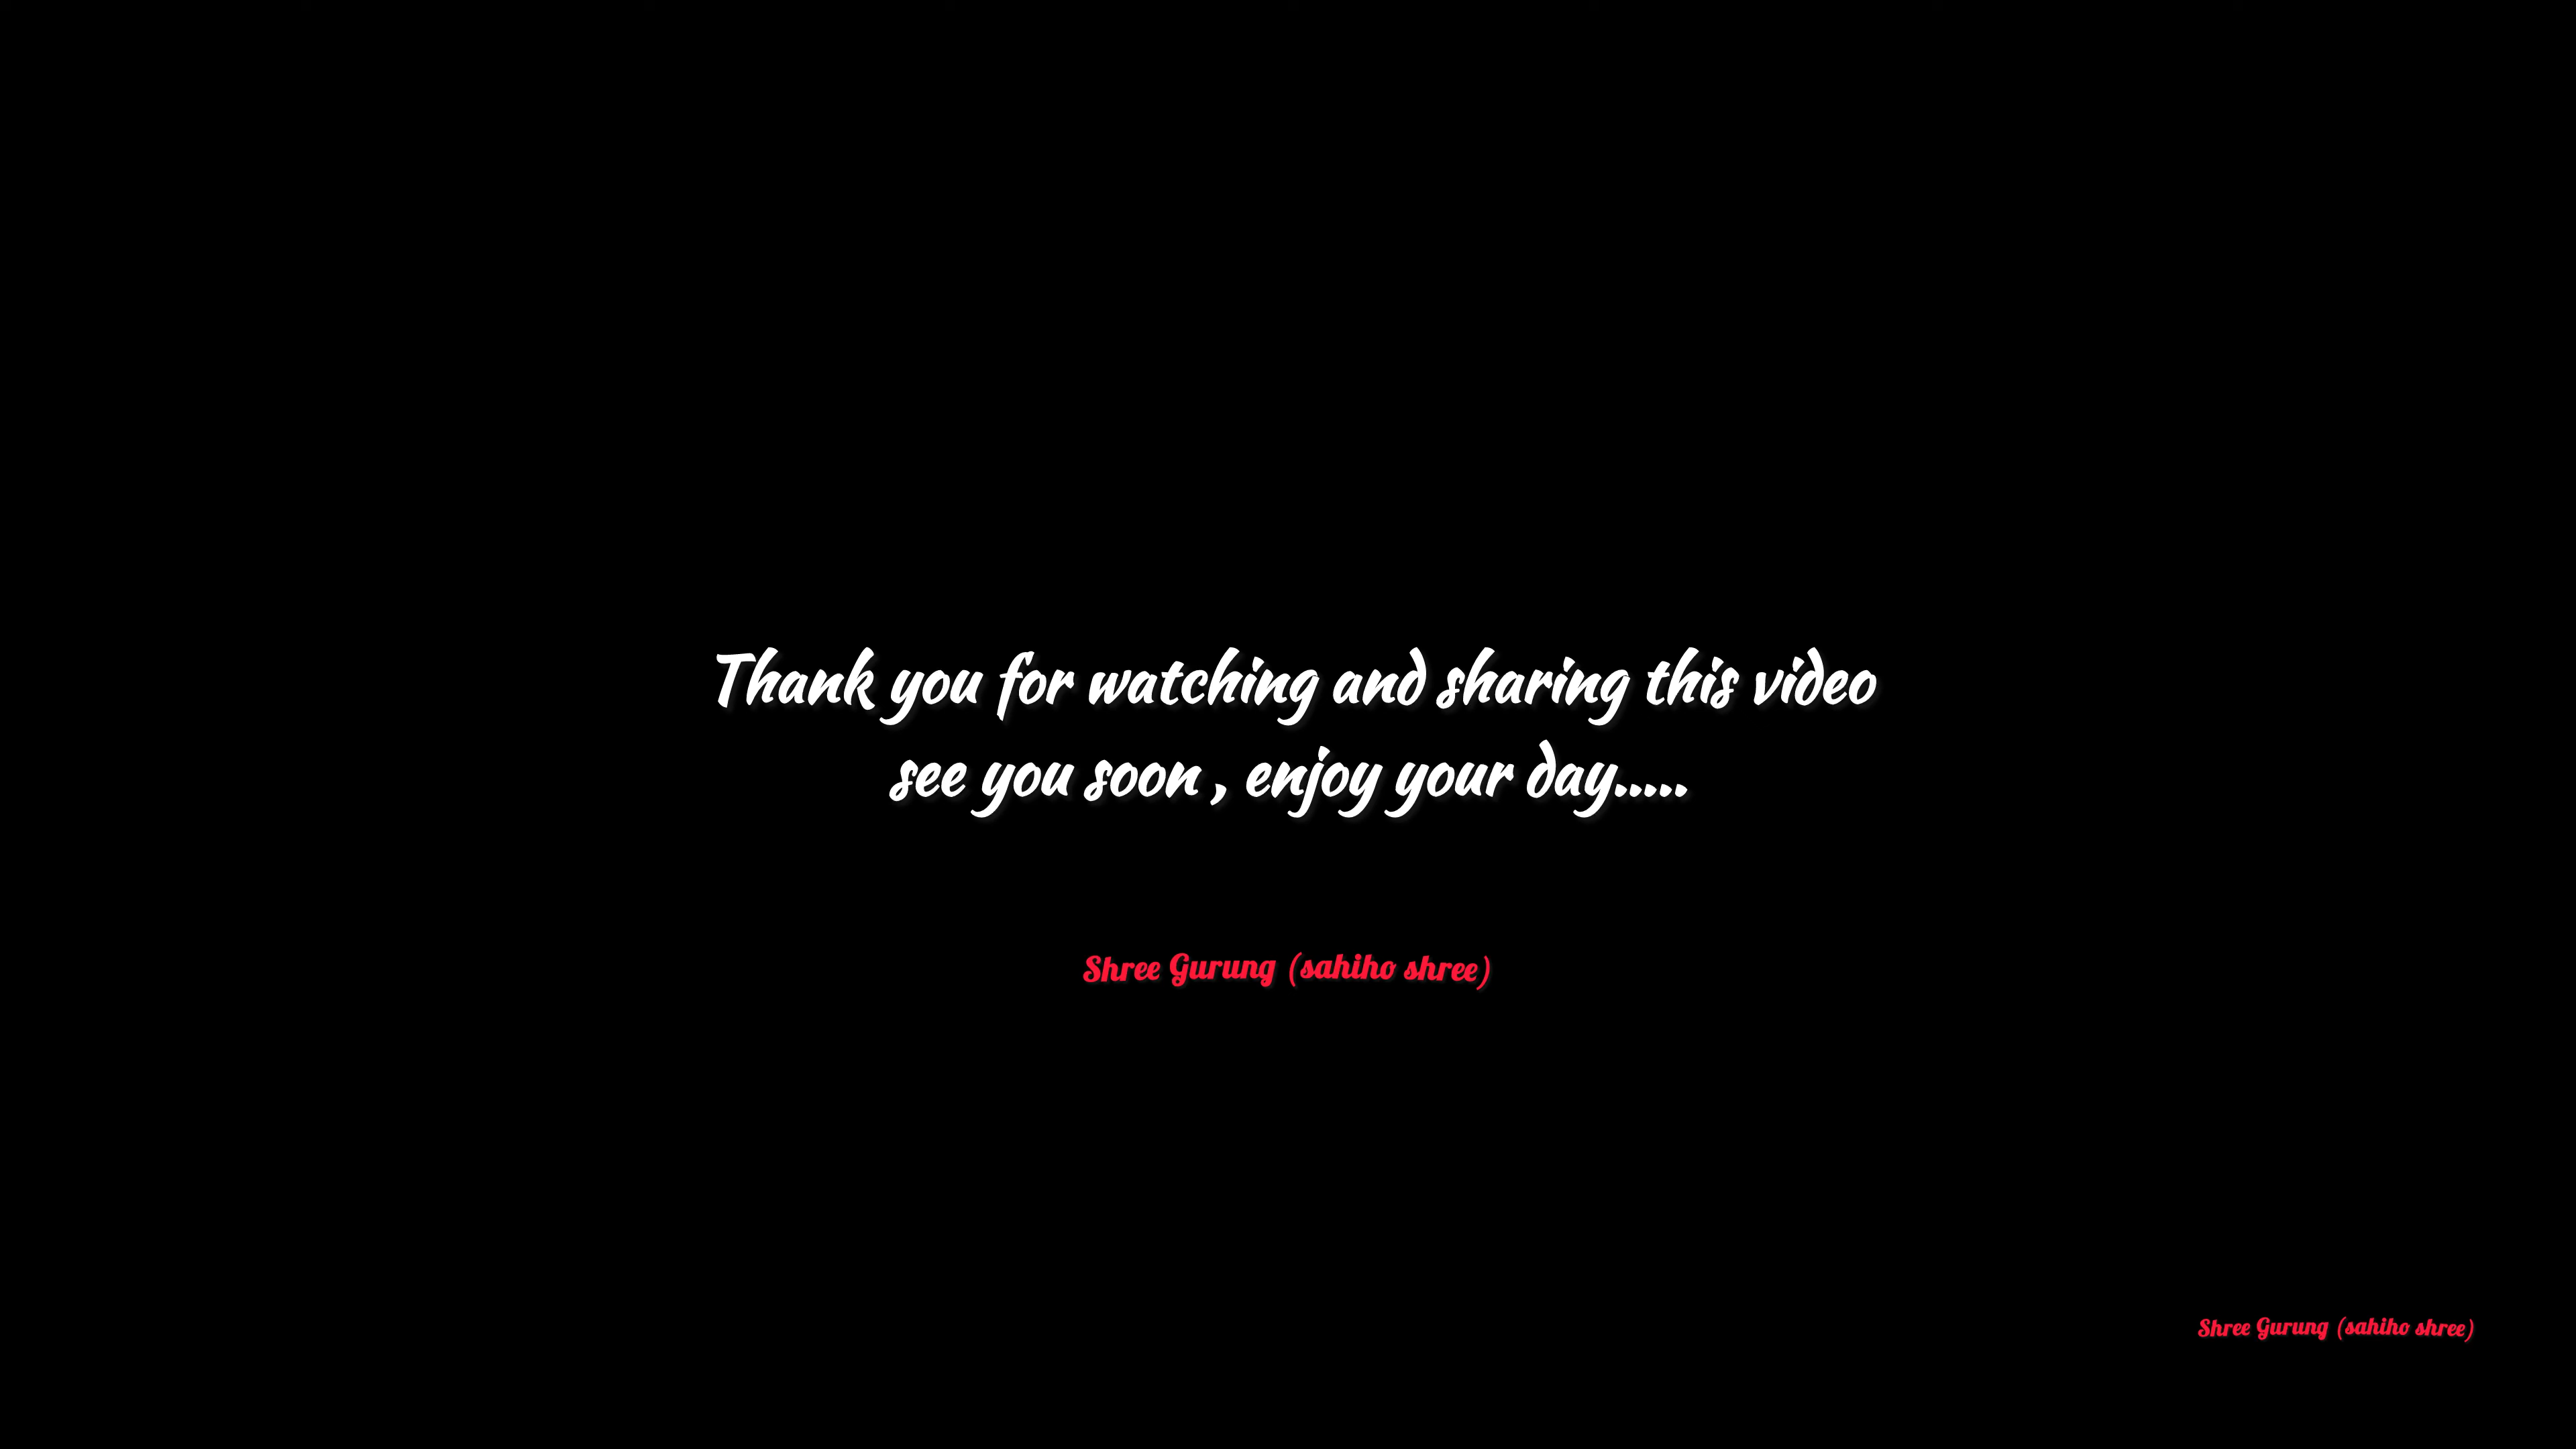 Thank you for watching and sharing this video
see you soon , enjoy your day.....
Shree Gurung (sahiho shree)
Shree Gurung (sahiho shree)